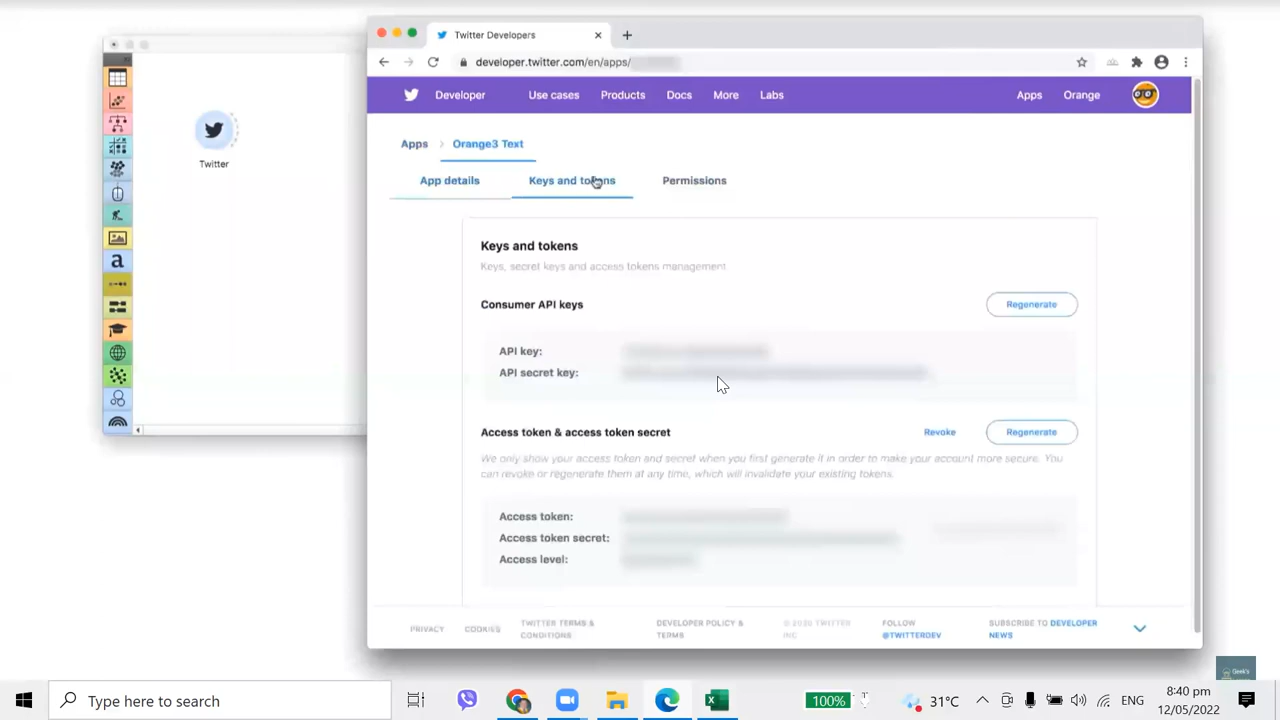 Twitter Developers
developer.twitter.com/en/apps/
Developer Use cases Products Docs More Labs Apps Orange
Twitter
Apps Orange3 Text
App details Keys and tokens Permissions
Keys and tokens
Keys, secret keys and access tokens management
Consumer API keys Regenerate
API key:
API secret key:
Access token & access token secret Revoke Regenerate
We only show your access token and secret when you first generate it in order to make your account more secure. You
can revoke or regenerate them at any time, which will invalidate your existing tokens.
Access token:
Access token secret:
Access level:
PRIVACY COOKIES TWITTER TERMS & CONDITIONS DEVELOPER POLICY & TERMS © 2020 TWITTER INC FOLLOW @TWITTERDEV SUBSCRIBE TO DEVELOPER NEWS
a
Geek's
Type here to search 100% 31°C ENG 8:40 pm
12/05/2022